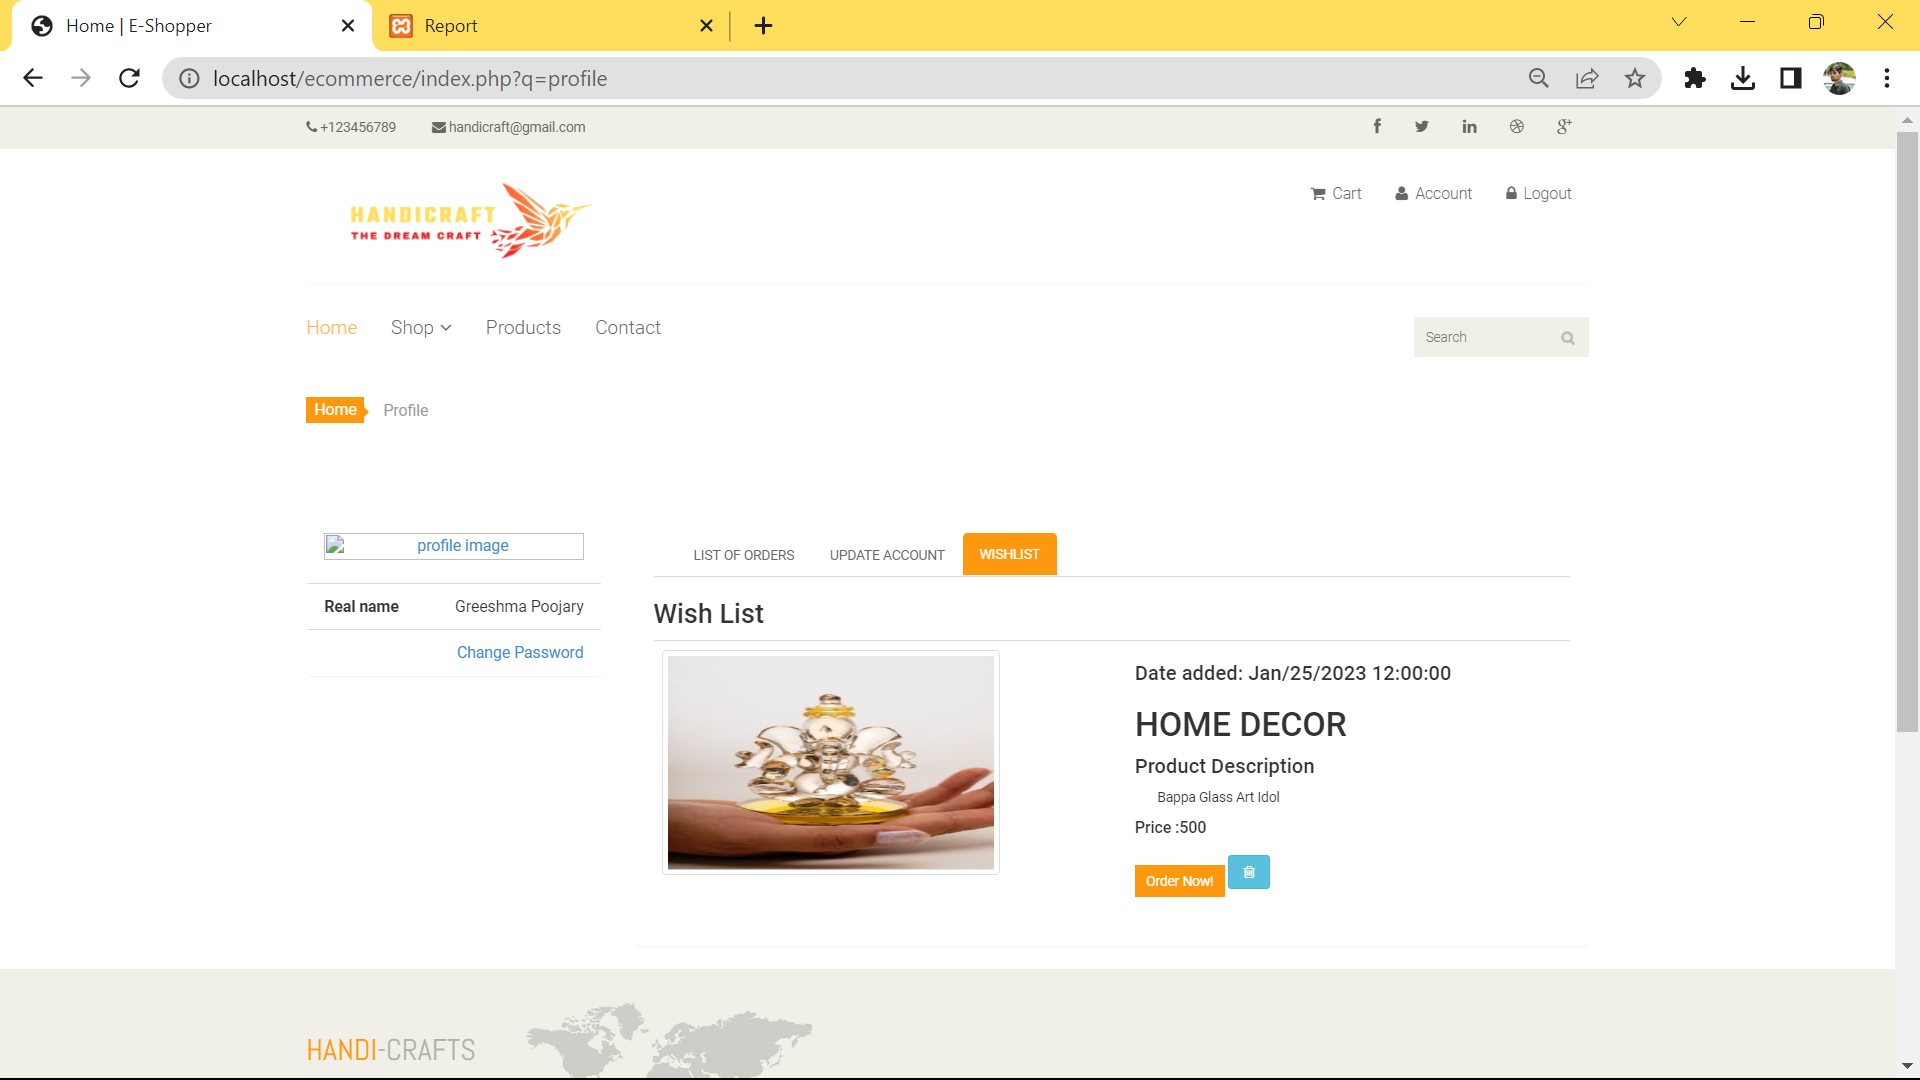 Home | E-Shopper
Report
localhost/ecommerce/index.php?q=profile
+123456789 handicraft@gmail.com
HANDICRAFT
THE DREAM CRAFT
Cart Account Logout
Home Shop Products Contact
Search
Home Profile
profile image
LIST OF ORDERS UPDATE ACCOUNT WISHLIST
Real name Greeshma Poojary
Change Password
Wish List
Date added: Jan/25/2023 12:00:00
HOME DECOR
Product Description
Bappa Glass Art Idol
Price :500
Order Now!
HANDI-CRAFTS